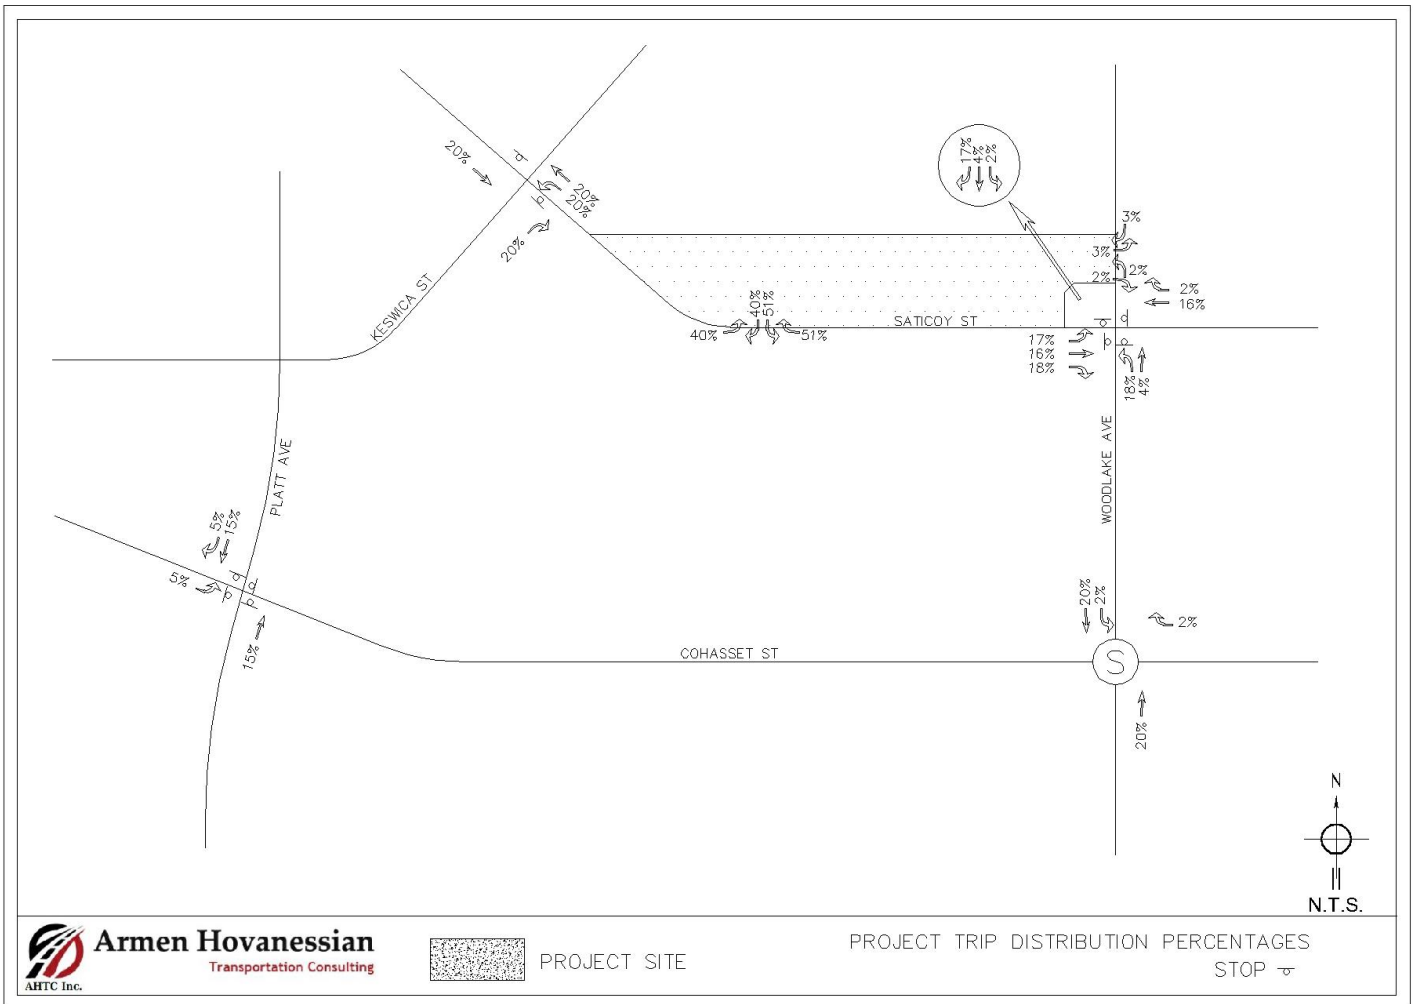 20%
20%
20%
20%
KESWICA ST
17%
4%
2%
3%
3%
2%
2%
2%
16%
40%
40%
51%
51%
SATICOY ST
17%
16%
18%
18%
4%
WOODLAKE AVE
PLATT AVE
5%
15%
5%
15%
COHASSET ST
20%
2%
2%
S
20%
N
N.T.S.
Armen Hovanessian
Transportation Consulting
AHTC Inc.
PROJECT SITE
PROJECT TRIP DISTRIBUTION PERCENTAGES
STOP